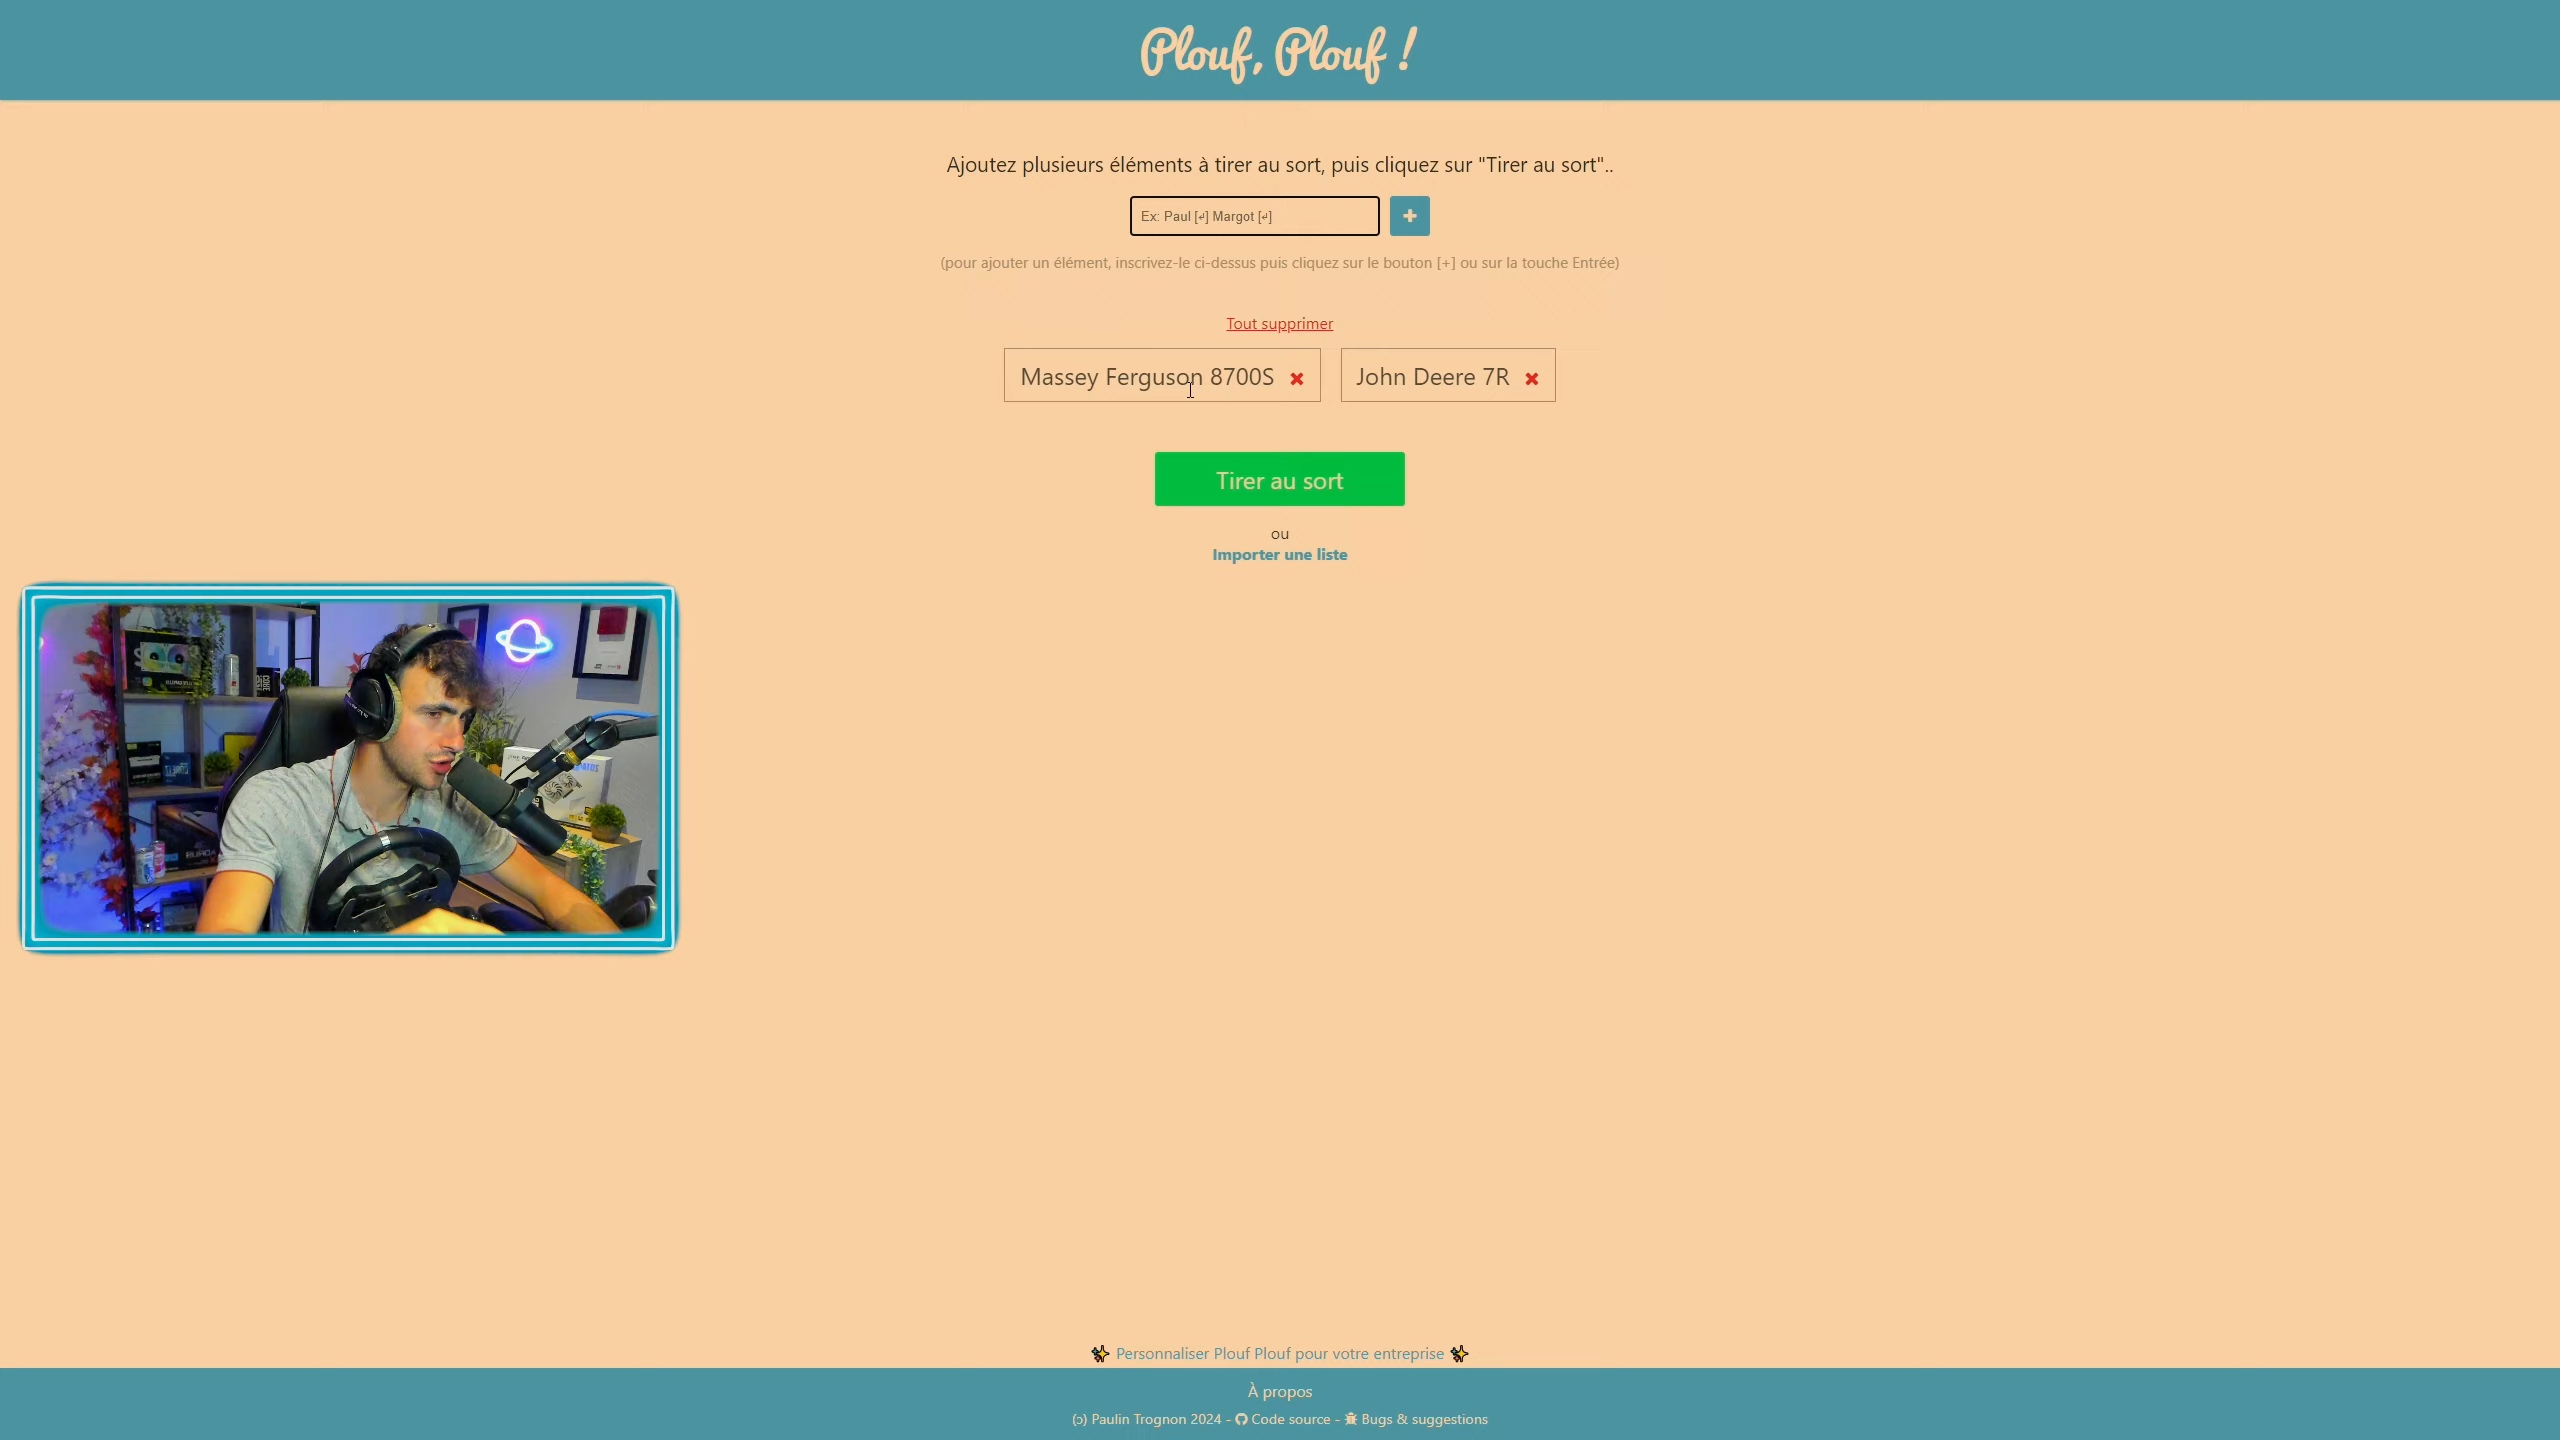 Plouf, Plouf !
Ajoutez plusieurs éléments à tirer au sort, puis cliquez sur "Tirer au sort"..
Ex: Paul [↲] Margot [↲]
(pour ajouter un élément, inscrivez-le ci-dessus puis cliquez sur le bouton [+] ou sur la touche Entrée)
Tout supprimer
Massey Ferguson 8700S
John Deere 7R
Tirer au sort
ou
Importer une liste
✨ Personnaliser Plouf Plouf pour votre entreprise ✨
À propos
(ɔ) Paulin Trognon 2024 - Code source - Bugs & suggestions